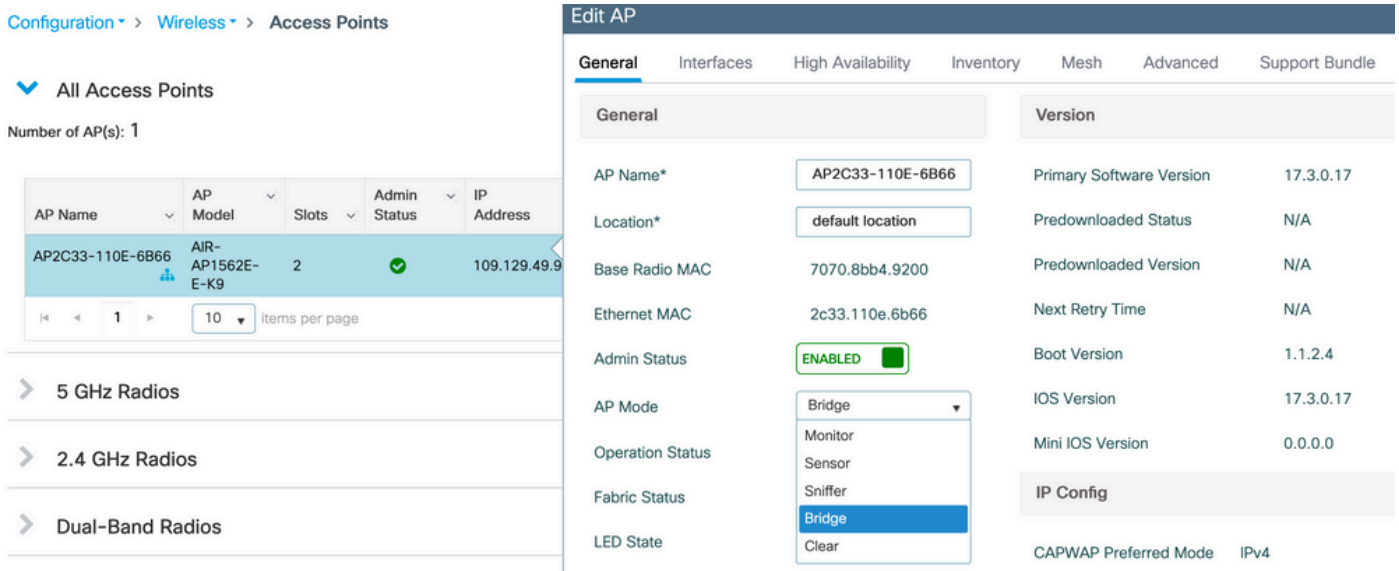 Configuration > Wireless > Access Points
All Access Points
Number of AP(s): 1
AP Name
AP Model
Slots
Admin Status
IP Address
AP2C33-110E-6B66
AIR-AP1562E-E-K9
2
109.129.49.9
1
10
items per page
5 GHz Radios
2.4 GHz Radios
Dual-Band Radios
Edit AP
General Interfaces High Availability Inventory Mesh Advanced Support Bundle
General
AP Name* AP2C33-110E-6B66
Location* default location
Base Radio MAC 7070.8bb4.9200
Ethernet MAC 2c33.110e.6b66
Admin Status ENABLED
AP Mode Bridge
Monitor
Sensor
Sniffer
Bridge
Clear
Operation Status
Fabric Status
LED State
Version
Primary Software Version 17.3.0.17
Predownloaded Status N/A
Predownloaded Version N/A
Next Retry Time N/A
Boot Version 1.1.2.4
IOS Version 17.3.0.17
Mini IOS Version 0.0.0.0
IP Config
CAPWAP Preferred Mode IPv4